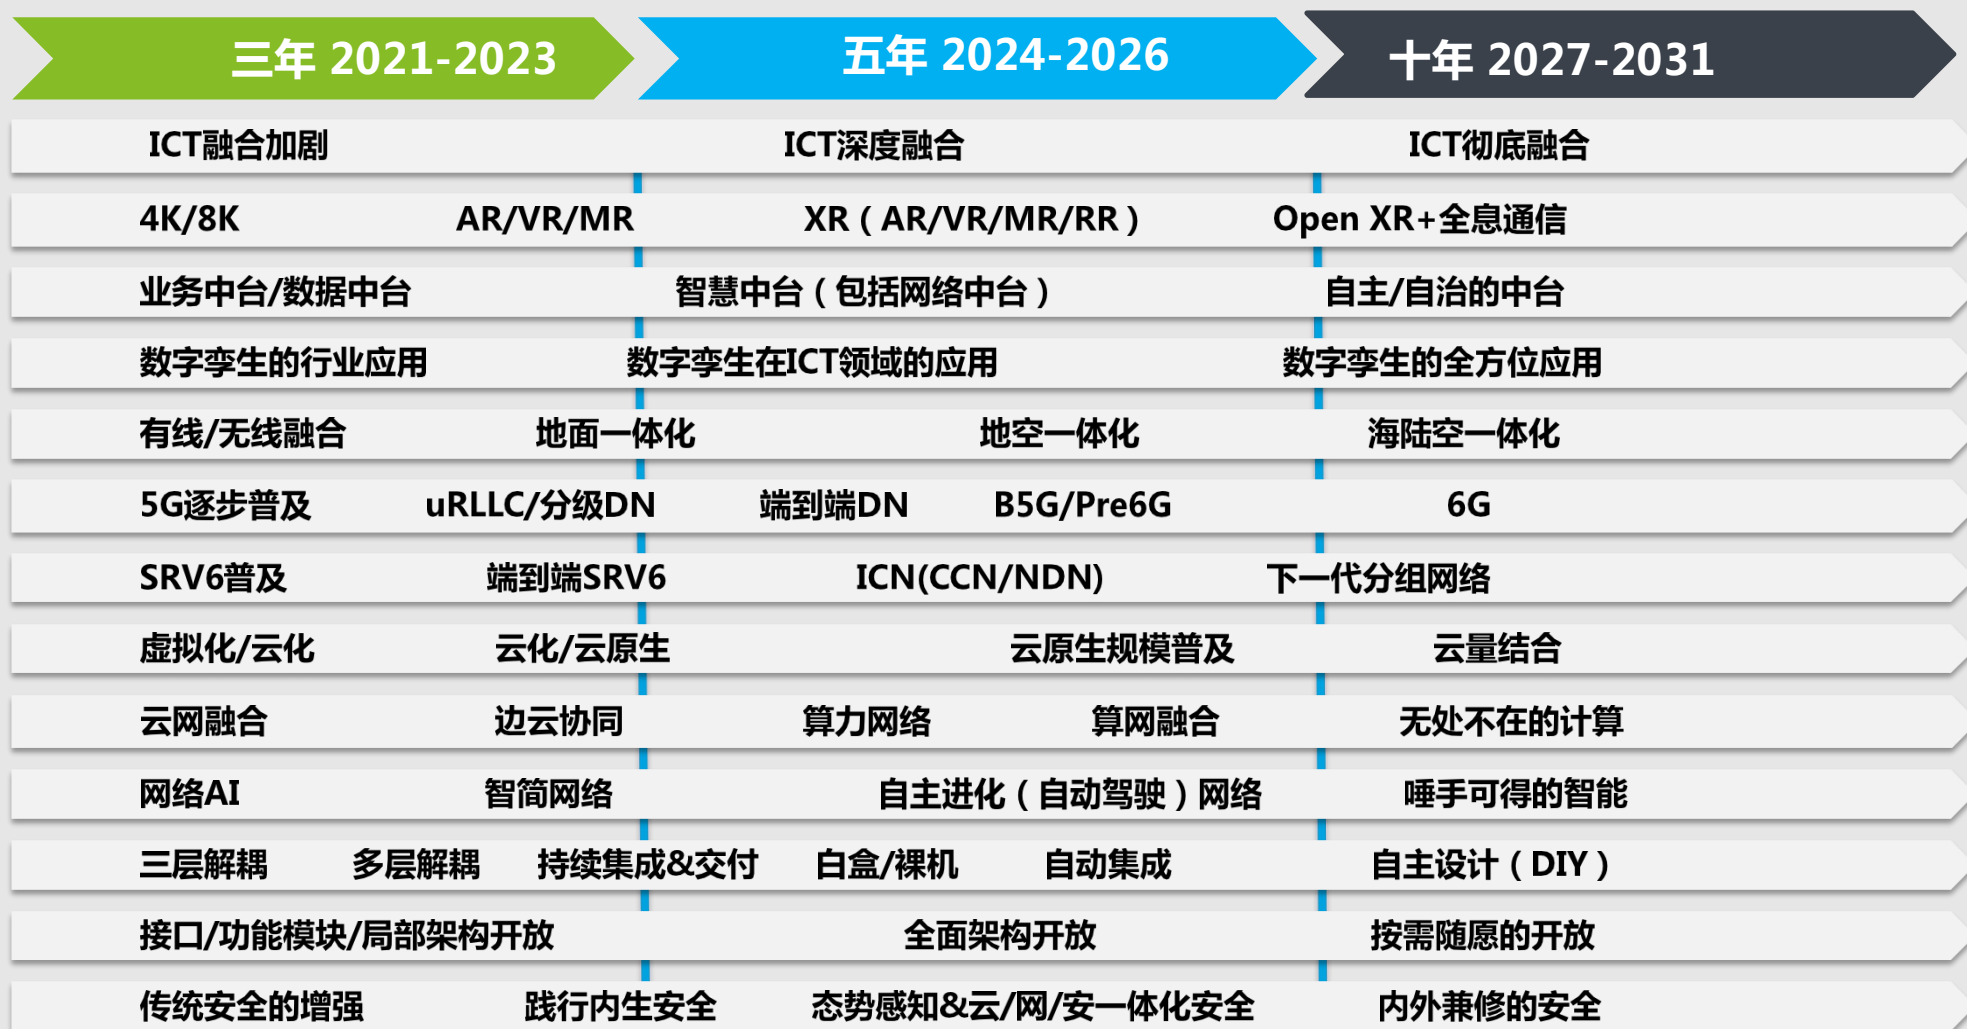 三年 2021-2023 五年 2024-2026 十年 2027-2031
ICT融合加剧 ICT深度融合 ICT彻底融合
4K/8K AR/VR/MR XR（AR/VR/MR/RR） Open XR+全息通信
业务中台/数据中台 智慧中台（包括网络中台） 自主/自治的中台
数字孪生的行业应用 数字孪生在ICT领域的应用 数字孪生的全方位应用
有线/无线融合 地面一体化 地空一体化 海陆空一体化
5G逐步普及 uRLLC/分级DN 端到端DN B5G/Pre6G 6G
SRV6普及 端到端SRV6 ICN(CCN/NDN) 下一代分组网络
虚拟化/云化 云化/云原生 云原生规模普及 云量结合
云网融合 边云协同 算力网络 算网融合 无处不在的计算
网络AI 智简网络 自主进化（自动驾驶）网络 唾手可得的智能
三层解耦 多层解耦 持续集成&交付 白盒/裸机 自动集成 自主设计（DIY）
接口/功能模块/局部架构开放 全面架构开放 按需随愿的开放
传统安全的增强 践行内生安全 态势感知&云/网/安一体化安全 内外兼修的安全